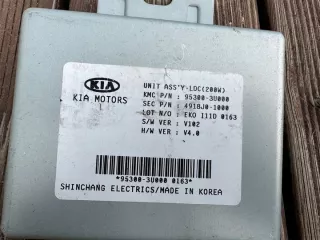 KIA
KIA MOTORS
UNIT ASS'Y-LDC(200W)
KMC P/N : 95300-3U000
SEC P/N : 491BJ0-1000
LOT N/O : EKO 111D 0163
S/W VER : V102
H/W VER : V4.0
*95300-3U000 0163*
SHINCHANG ELECTRICS/MADE IN KOREA